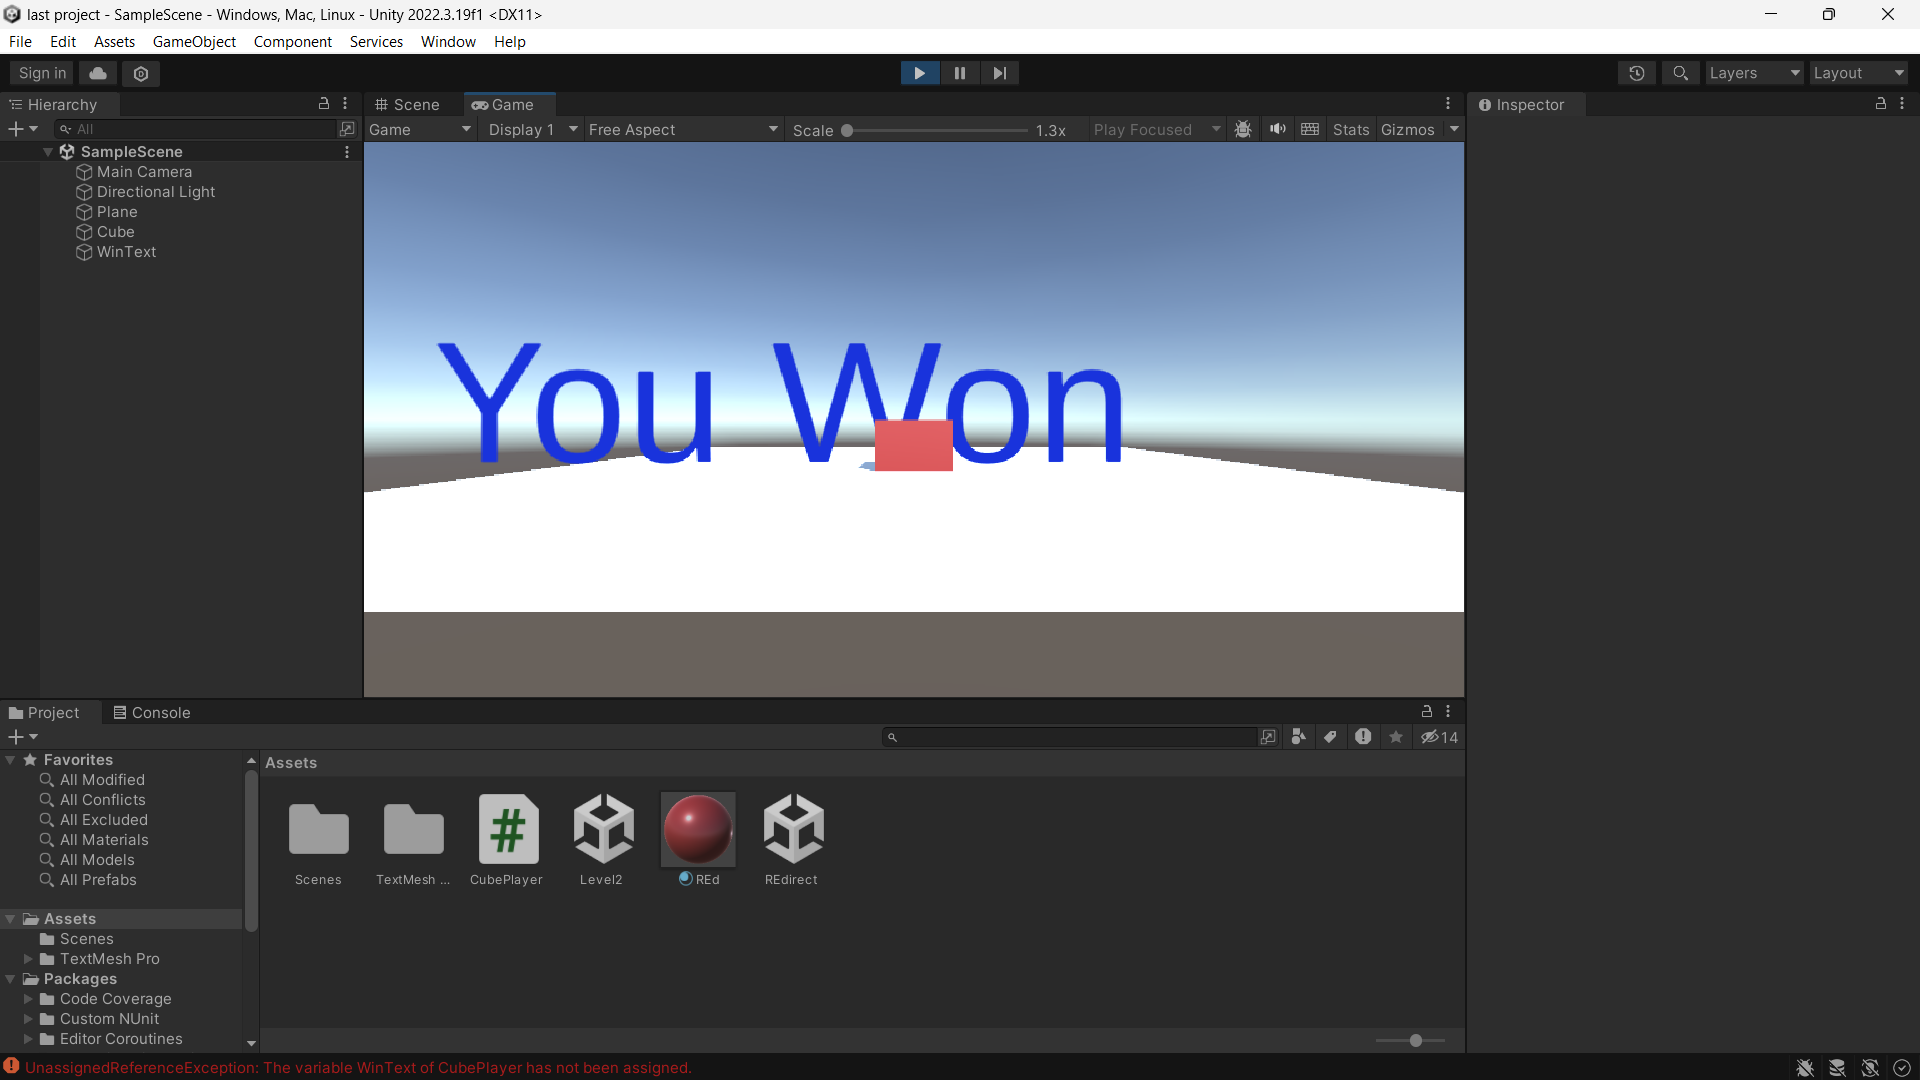 last project - SampleScene - Windows, Mac, Linux - Unity 2022.3.19f1 <DX11>
File Edit Assets GameObject Component Services Window Help
Sign in Layers Layout
Hierarchy Scene Game Inspector
All Game Display 1 Free Aspect Scale 1.3x Play Focused Stats Gizmos
SampleScene
Main Camera
Directional Light
Plane
Cube
WinText
You Won
Project Console
14
Favorites Assets
All Modified
All Conflicts
All Excluded
All Materials
All Models
All Prefabs
Scenes TextMesh ... CubePlayer Level2 REd REdirect
Assets
Scenes
TextMesh Pro
Packages
Code Coverage
Custom NUnit
Editor Coroutines
UnassignedReferenceException: The variable WinText of CubePlayer has not been assigned.